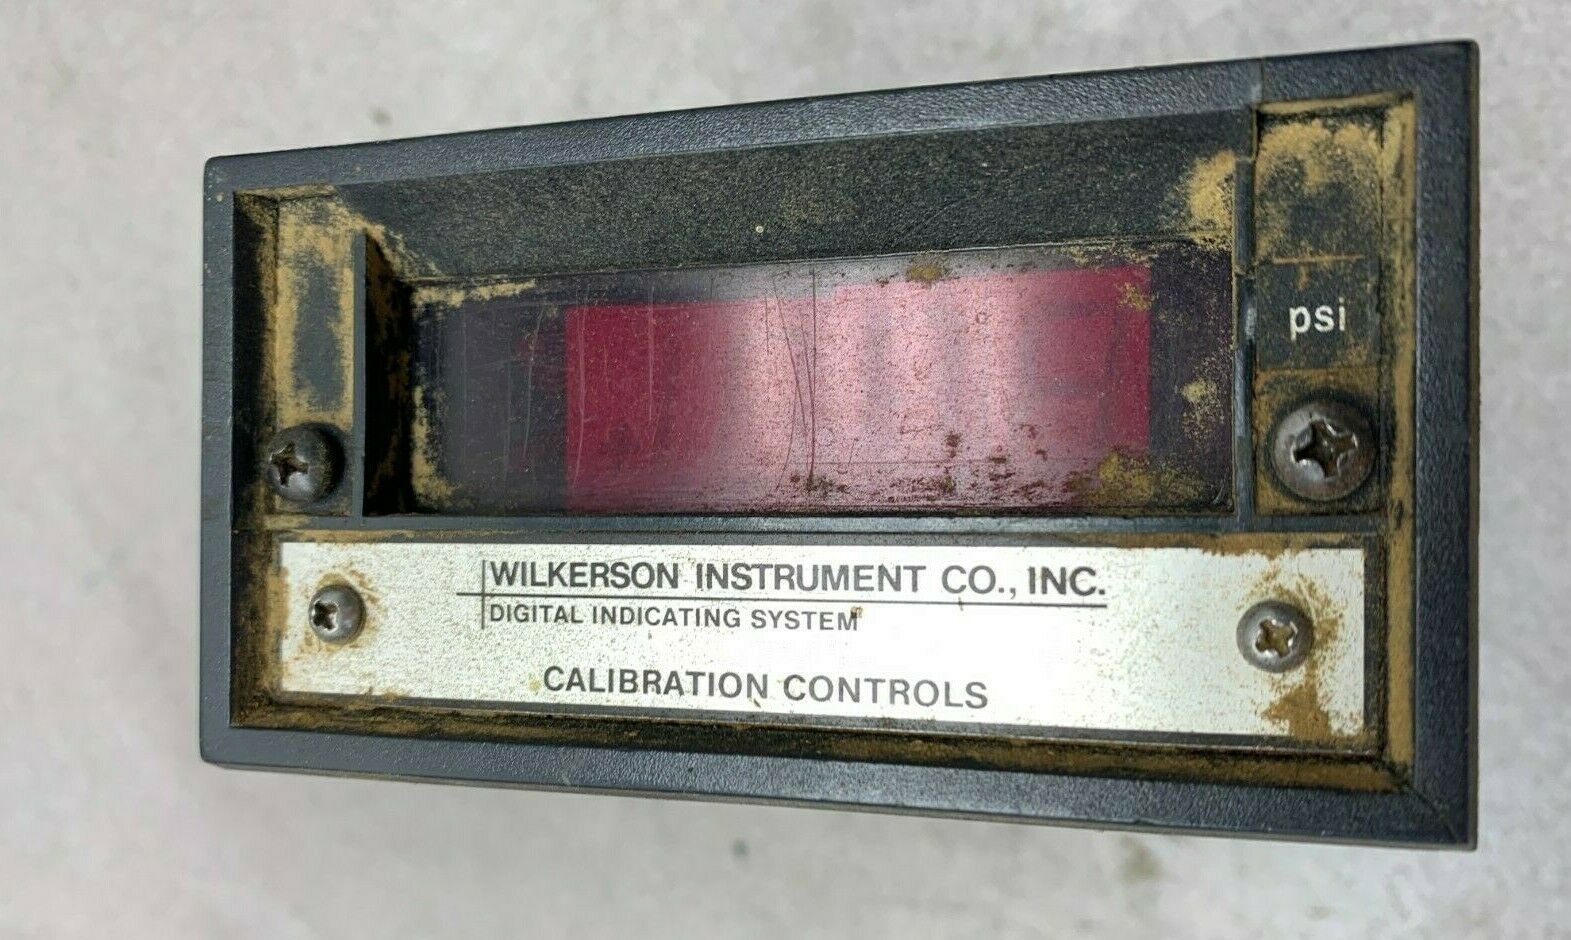 psi
WILKERSON INSTRUMENT CO., INC.
DIGITAL INDICATING SYSTEM
CALIBRATION CONTROLS